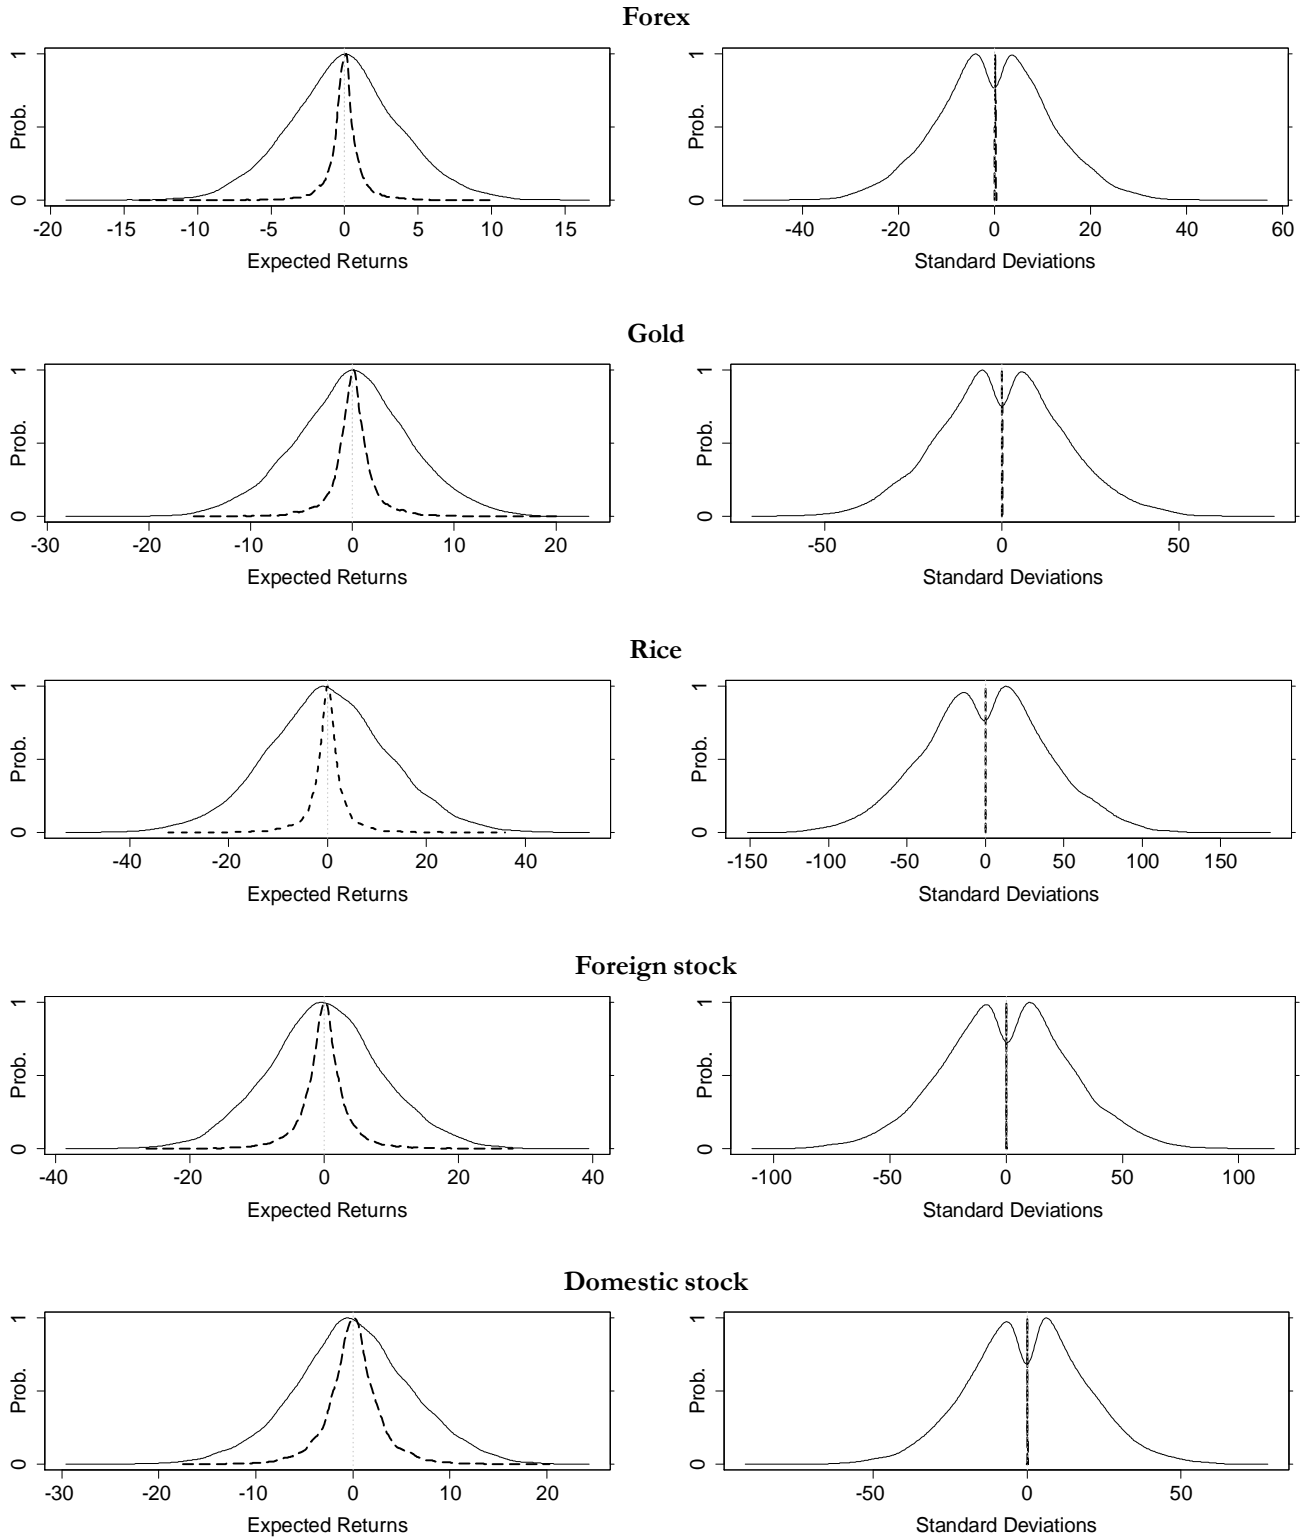 Forex
Prob.
0 1
-20 -15 -10 -5 0 5 10 15
Expected Returns
Prob.
0 1
-40 -20 0 20 40 60
Standard Deviations
Gold
Prob.
0 1
-30 -20 -10 0 10 20
Expected Returns
Prob.
0 1
-50 0 50
Standard Deviations
Rice
Prob.
0 1
-40 -20 0 20 40
Expected Returns
Prob.
0 1
-150 -100 -50 0 50 100 150
Standard Deviations
Foreign stock
Prob.
0 1
-40 -20 0 20 40
Expected Returns
Prob.
0 1
-100 -50 0 50 100
Standard Deviations
Domestic stock
Prob.
0 1
-30 -20 -10 0 10 20
Expected Returns
Prob.
0 1
-50 0 50
Standard Deviations